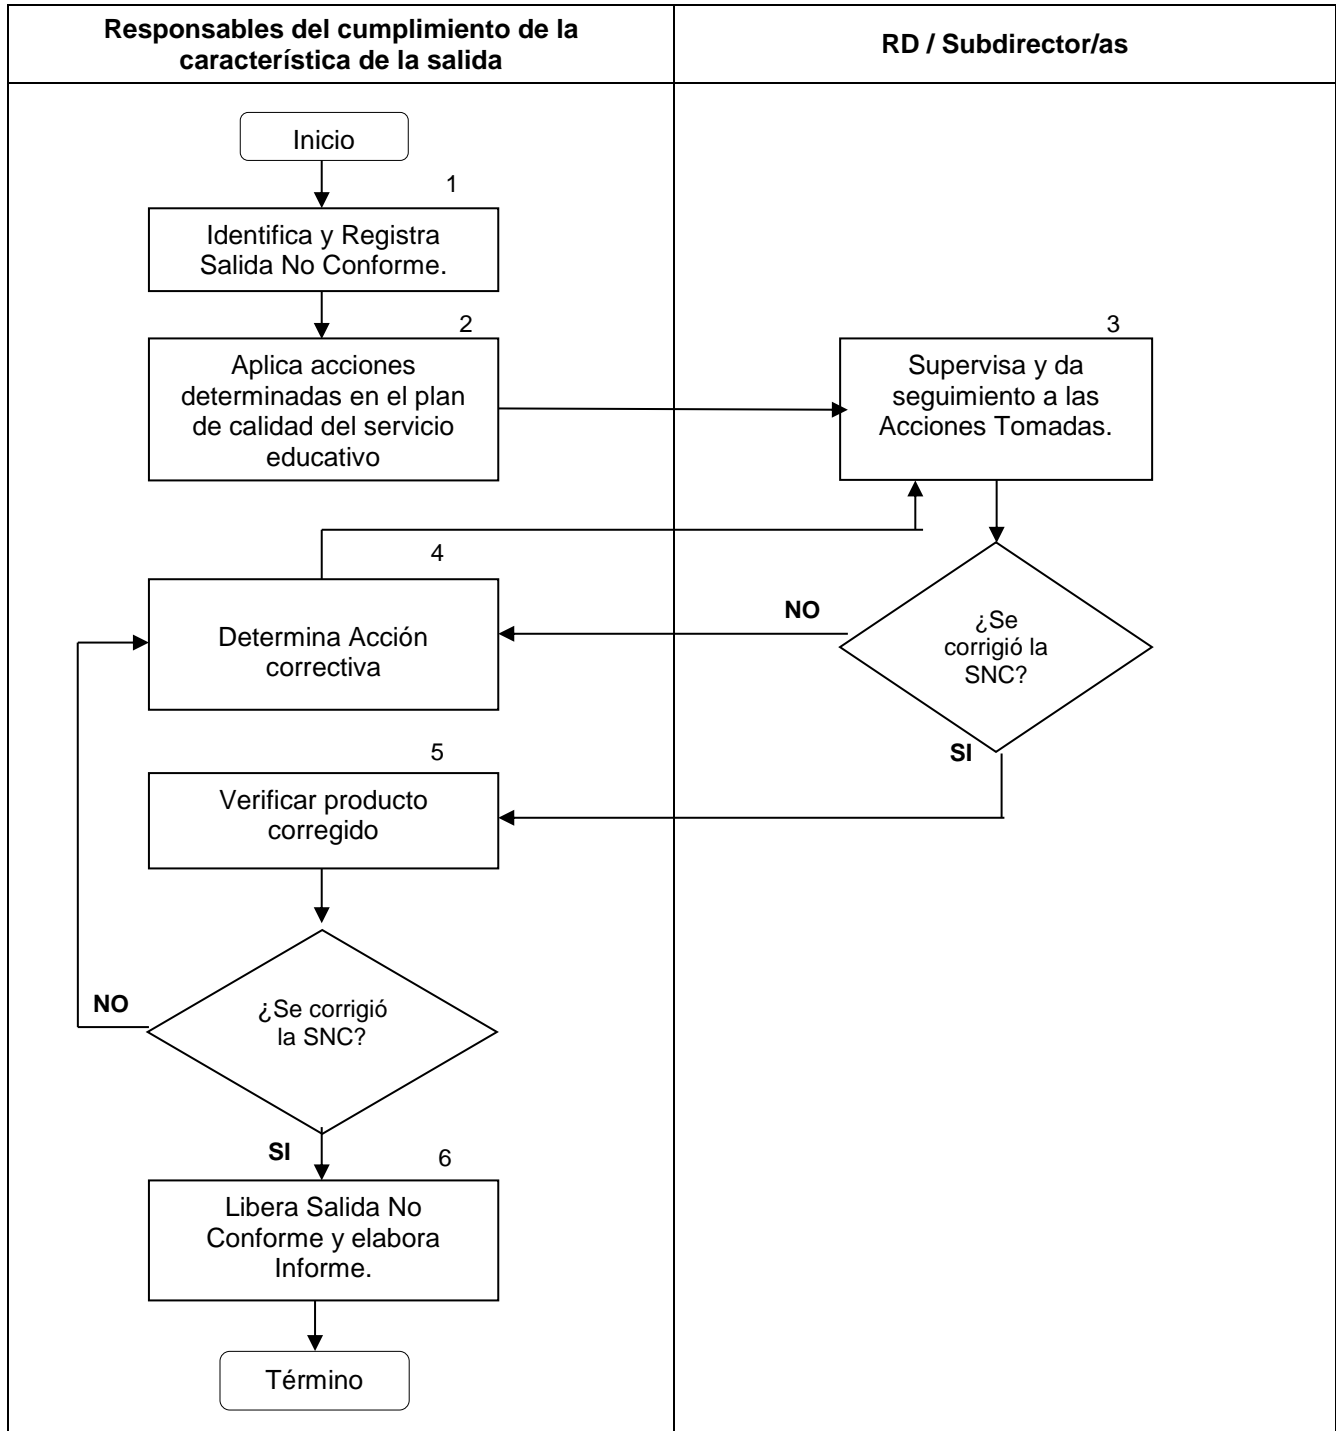 Responsables del cumplimiento de la
característica de la salida
RD / Subdirector/as
Inicio
1
Identifica y Registra
Salida No Conforme.
2
Aplica acciones
determinadas en el plan
de calidad del servicio
educativo
3
Supervisa y da
seguimiento a las
Acciones Tomadas.
4
Determina Acción
correctiva
NO
¿Se
corrigió la
SNC?
SI
5
Verificar producto
corregido
NO
¿Se corrigió
la SNC?
SI
6
Libera Salida No
Conforme y elabora
Informe.
Término